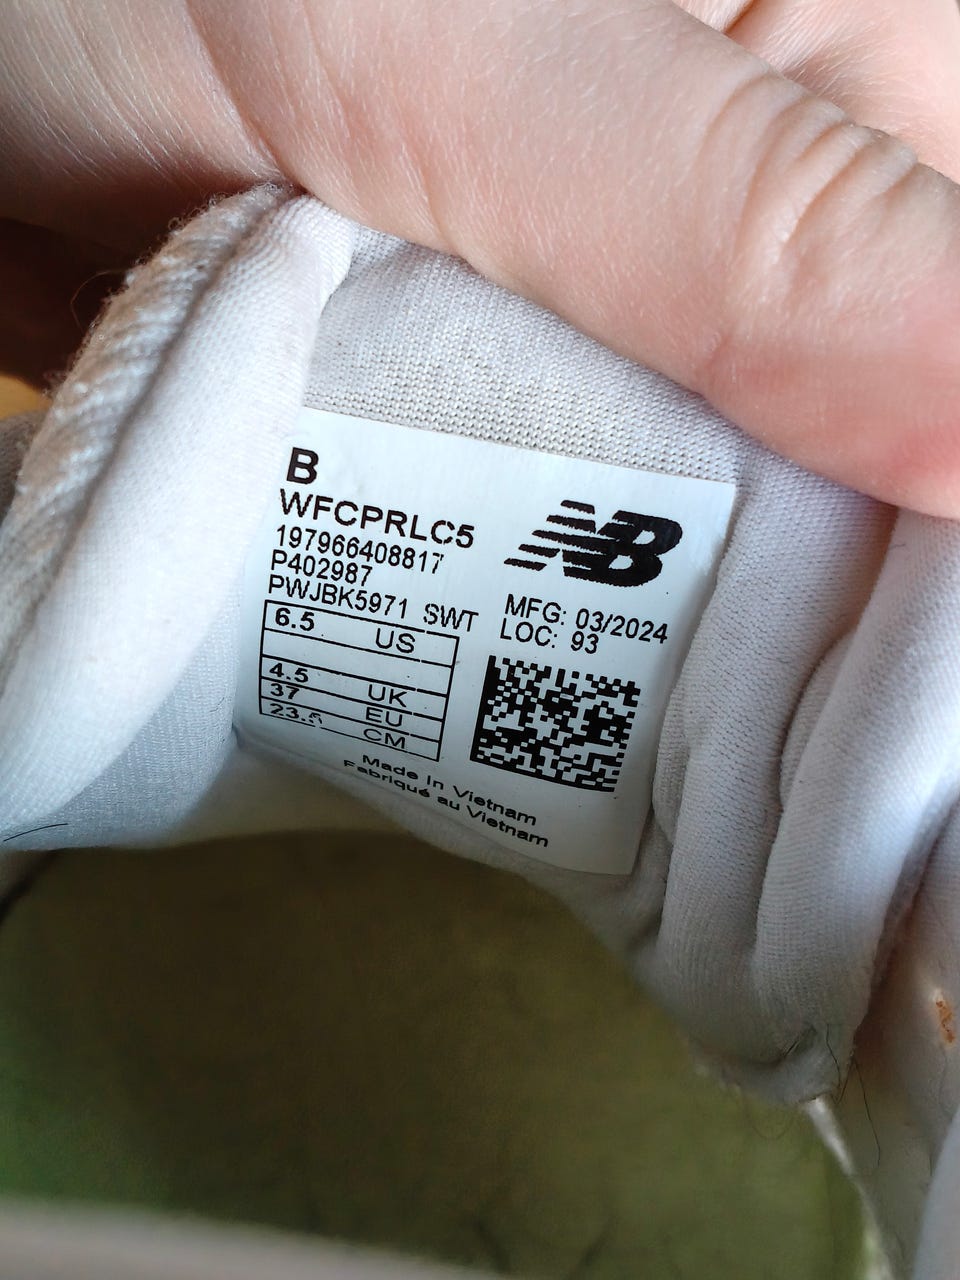 B
WFCPRLC5
197966408817
P402987
PWJBK5971 SWT
6.5 US
4.5 UK
37 EU
CM
NB
MFG: 03/2024
LOC: 93
Made in Vietnam
Fabriqué au Vietnam